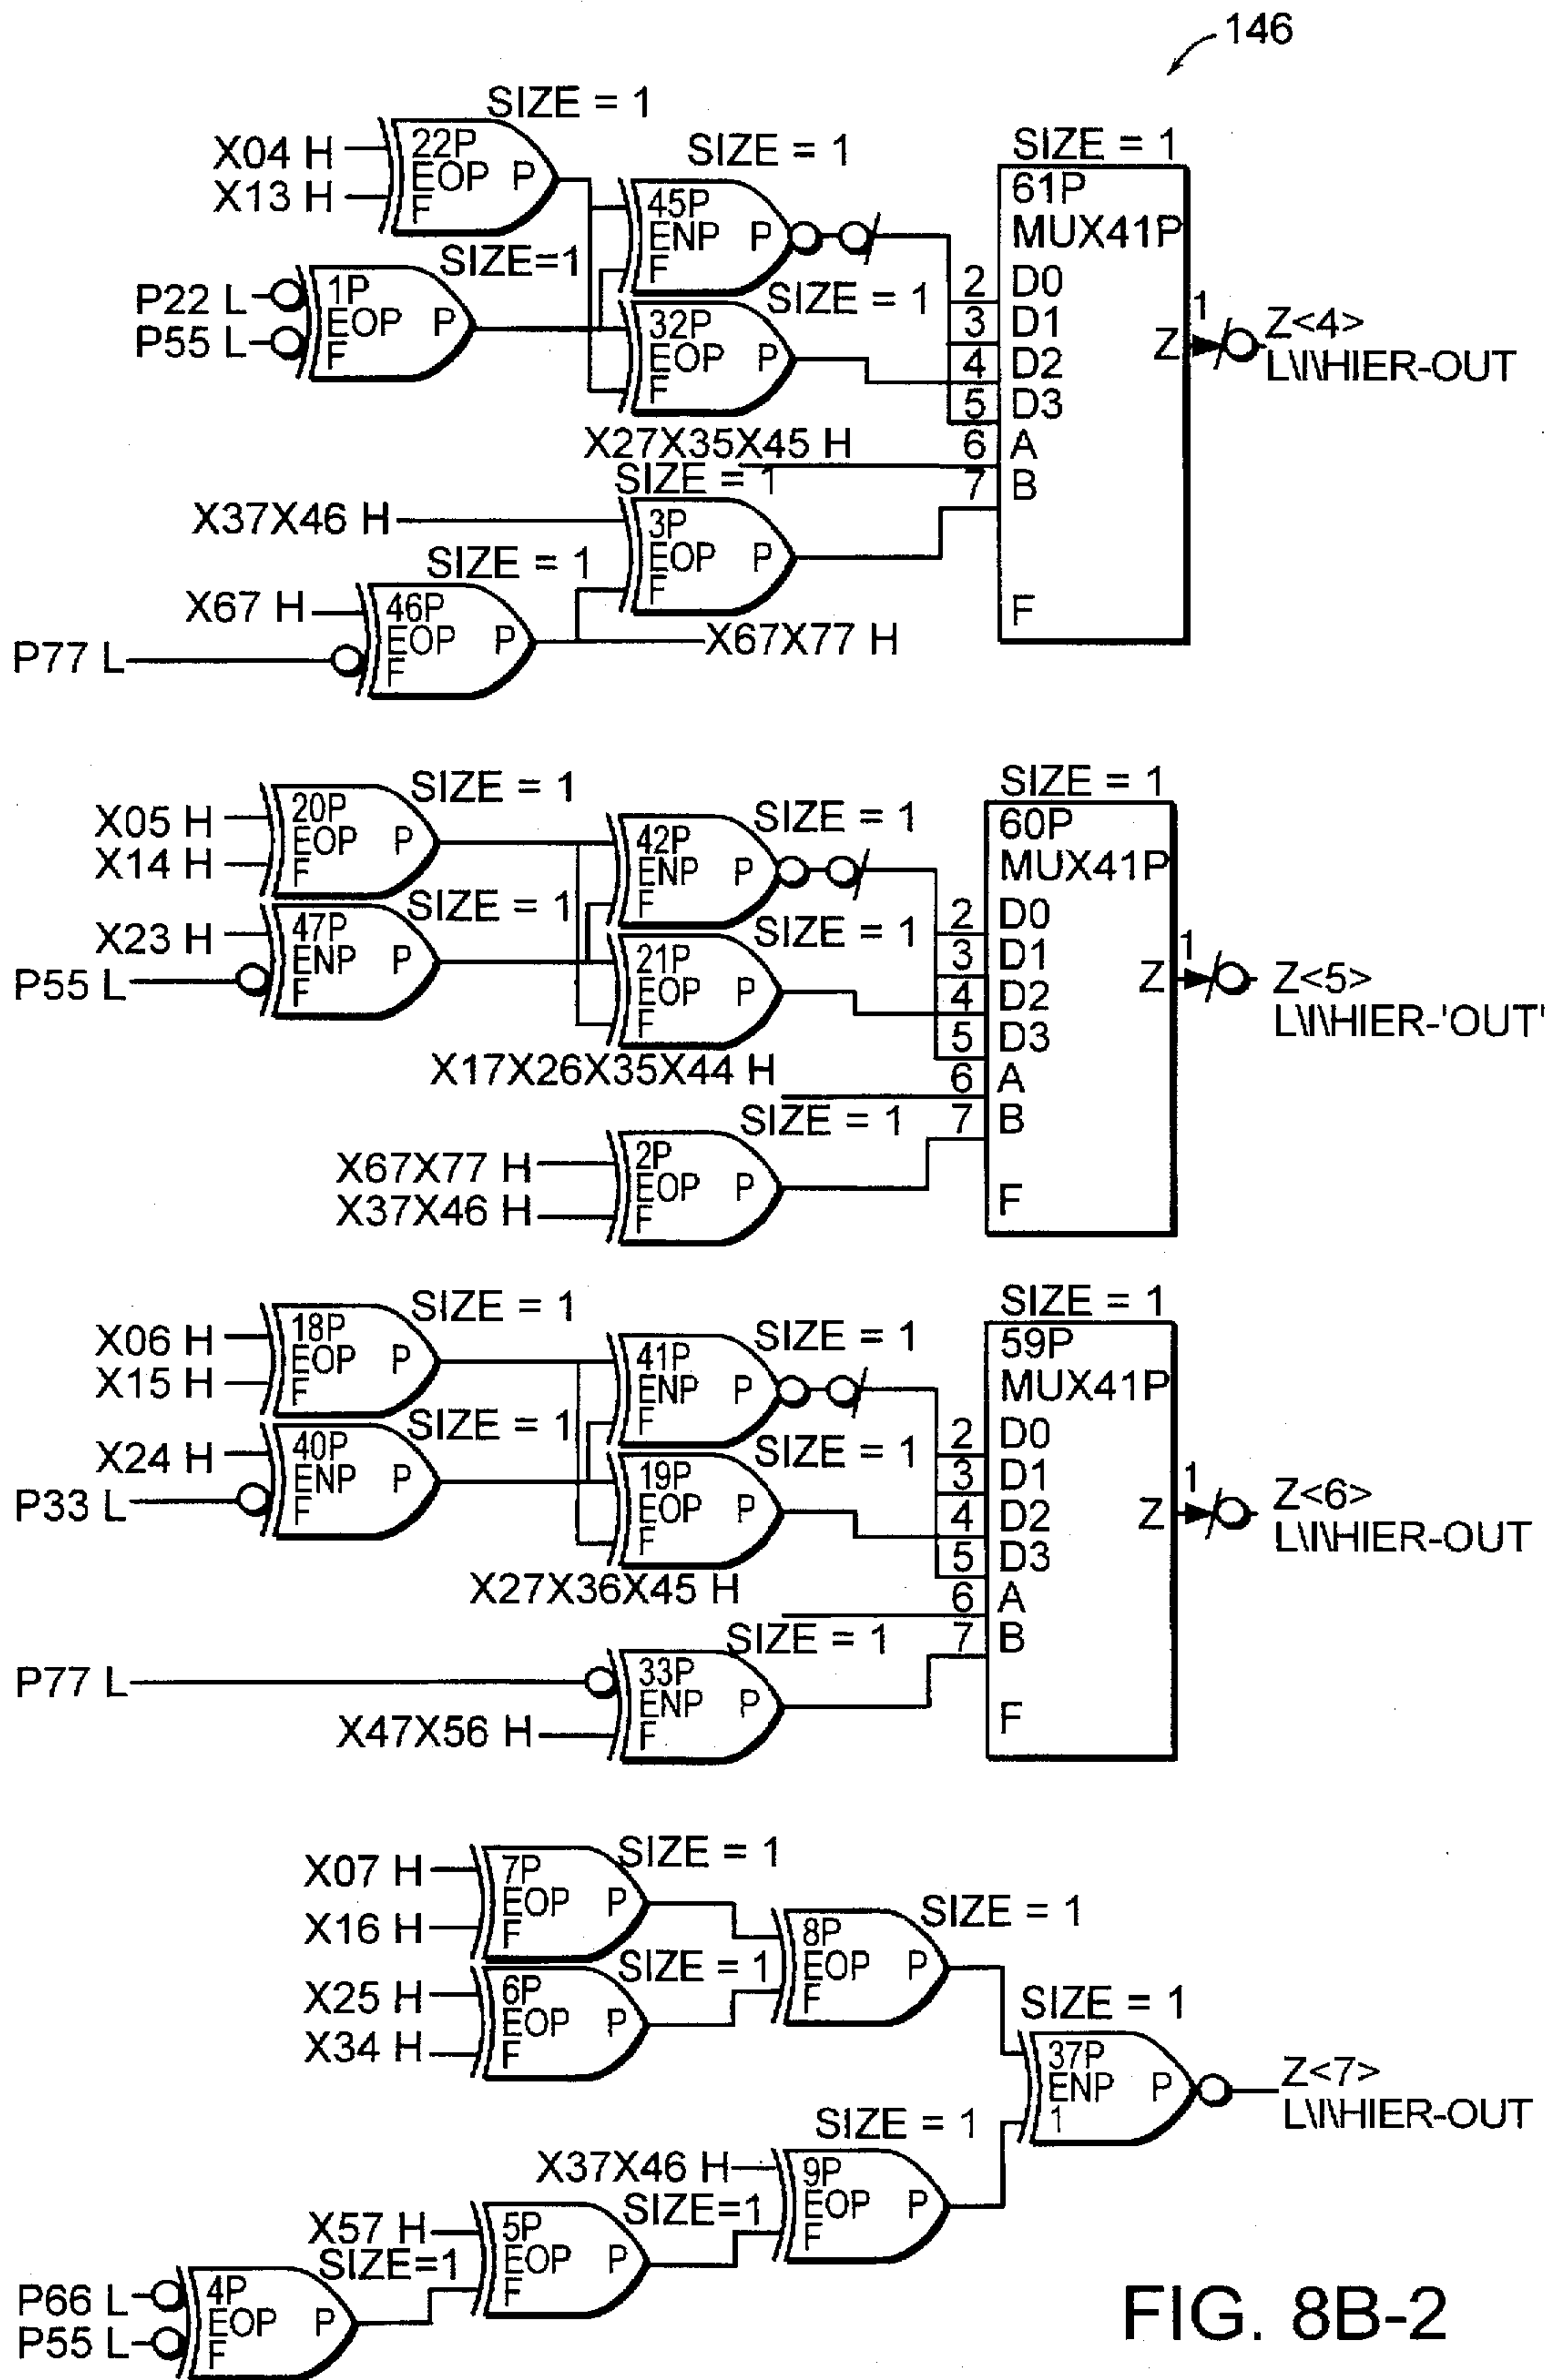 146
SIZE = 1
X04 H
X13 H
22P
EOP P
F
SIZE = 1
45P
ENP P
F
SIZE = 1
61P
MUX41P
SIZE=1
P22 L
P55 L
1P
EOP P
F
SIZE = 1
32P
EOP P
F
2 D0
3 D1
4 D2
5 D3
6 A
7 B
F
Z
1
Z<4>
L\I\HIER-OUT
X27X35X45 H
SIZE = 1
X37X46 H
3P
EOP P
F
SIZE = 1
X67 H
P77 L
46P
EOP P
F
X67X77 H
SIZE = 1
X05 H
X14 H
20P
EOP P
F
SIZE = 1
42P
ENP P
F
SIZE = 1
60P
MUX41P
SIZE = 1
X23 H
P55 L
47P
ENP P
F
SIZE = 1
21P
EOP P
F
2 D0
3 D1
4 D2
5 D3
6 A
7 B
F
Z
1
Z<5>
L\I\HIER-'OUT'
X17X26X35X44 H
SIZE = 1
X67X77 H
X37X46 H
2P
EOP P
F
SIZE = 1
X06 H
X15 H
18P
EOP P
F
SIZE = 1
41P
ENP P
F
SIZE = 1
59P
MUX41P
SIZE = 1
X24 H
P33 L
40P
ENP P
F
SIZE = 1
19P
EOP P
F
2 D0
3 D1
4 D2
5 D3
6 A
7 B
F
Z
1
Z<6>
L\I\HIER-OUT
X27X36X45 H
SIZE = 1
P77 L
X47X56 H
33P
ENP P
F
SIZE = 1
X07 H
X16 H
7P
EOP P
F
SIZE = 1
X25 H
X34 H
6P
EOP P
F
SIZE = 1
8P
EOP P
F
SIZE = 1
37P
ENP P
1
Z<7>
L\I\HIER-OUT
SIZE = 1
X37X46 H
9P
EOP P
F
SIZE=1
X57 H
5P
EOP P
F
SIZE=1
P66 L
P55 L
4P
EOP P
F
FIG. 8B-2